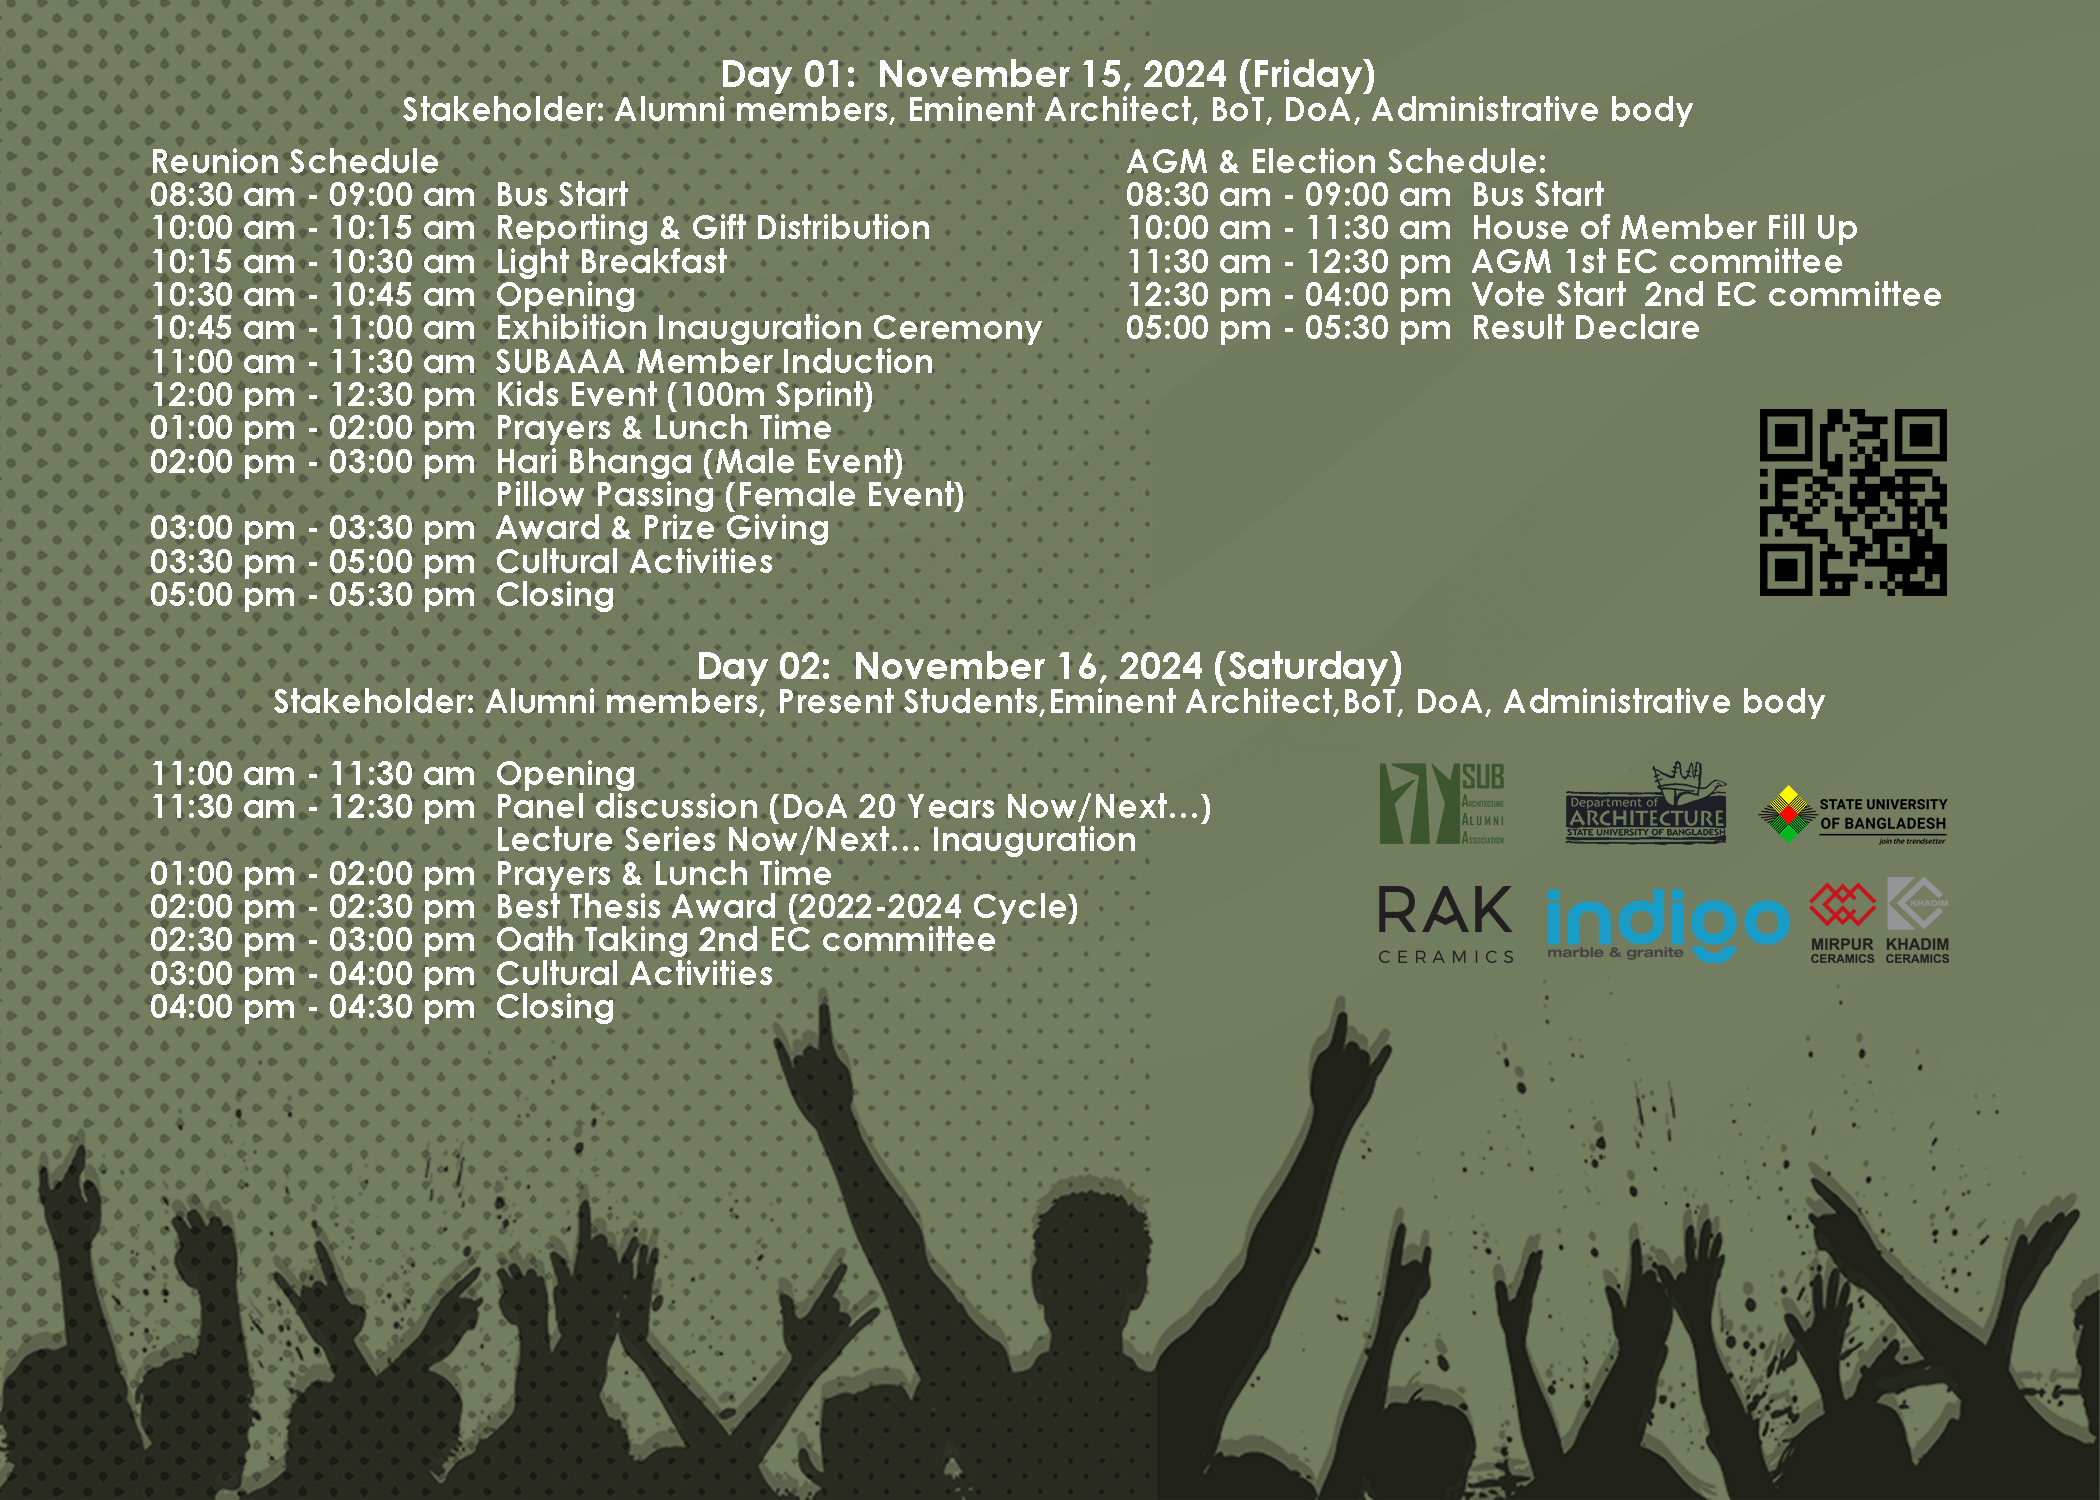 Day 01:  November 15, 2024 (Friday)
Stakeholder: Alumni members, Eminent Architect, BoT, DoA, Administrative body
Reunion Schedule
08:30 am - 09:00 am  Bus Start
10:00 am - 10:15 am  Reporting & Gift Distribution
10:15 am - 10:30 am  Light Breakfast
10:30 am - 10:45 am  Opening
10:45 am - 11:00 am  Exhibition Inauguration Ceremony
11:00 am - 11:30 am  SUBAAA Member Induction
12:00 pm - 12:30 pm  Kids Event (100m Sprint)
01:00 pm - 02:00 pm  Prayers & Lunch Time
02:00 pm - 03:00 pm  Hari Bhanga (Male Event)
Pillow Passing (Female Event)
03:00 pm - 03:30 pm  Award & Prize Giving
03:30 pm - 05:00 pm  Cultural Activities
05:00 pm - 05:30 pm  Closing
AGM & Election Schedule:
08:30 am - 09:00 am  Bus Start
10:00 am - 11:30 am  House of Member Fill Up
11:30 am - 12:30 pm  AGM 1st EC committee
12:30 pm - 04:00 pm  Vote Start  2nd EC committee
05:00 pm - 05:30 pm  Result Declare
Day 02:  November 16, 2024 (Saturday)
Stakeholder: Alumni members, Present Students,Eminent Architect,BoT, DoA, Administrative body
11:00 am - 11:30 am  Opening
11:30 am - 12:30 pm  Panel discussion (DoA 20 Years Now/Next...)
Lecture Series Now/Next... Inauguration
01:00 pm - 02:00 pm  Prayers & Lunch Time
02:00 pm - 02:30 pm  Best Thesis Award (2022-2024 Cycle)
02:30 pm - 03:00 pm  Oath Taking 2nd EC committee
03:00 pm - 04:00 pm  Cultural Activities
04:00 pm - 04:30 pm  Closing
SUB
ARCHITECTURE
ALUMNI
ASSOCIATION
Department of
ARCHITECTURE
STATE UNIVERSITY OF BANGLADESH
STATE UNIVERSITY
OF BANGLADESH
join the trendsetter
RAK
CERAMICS
indigo
marble & granite
MIRPUR
CERAMICS
KHADIM
KHADIM
CERAMICS